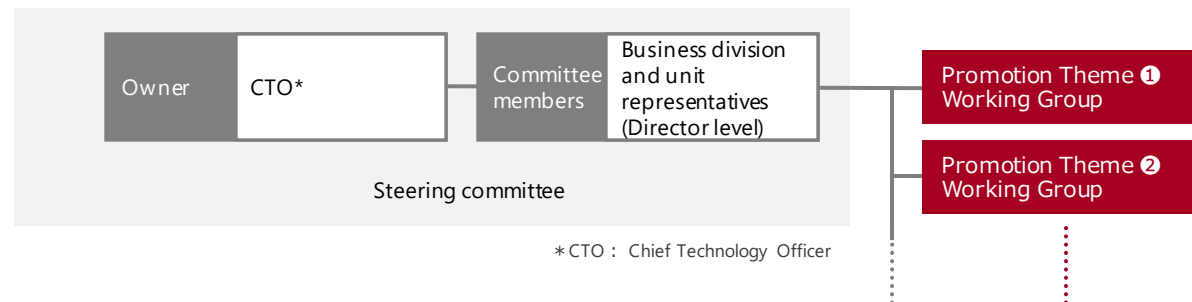 Owner
CTO*
Committee
members
Business division
and unit
representatives
(Director level)
Promotion Theme ❶
Working Group
Promotion Theme ❷
Working Group
Steering committee
＊CTO： Chief Technology Officer